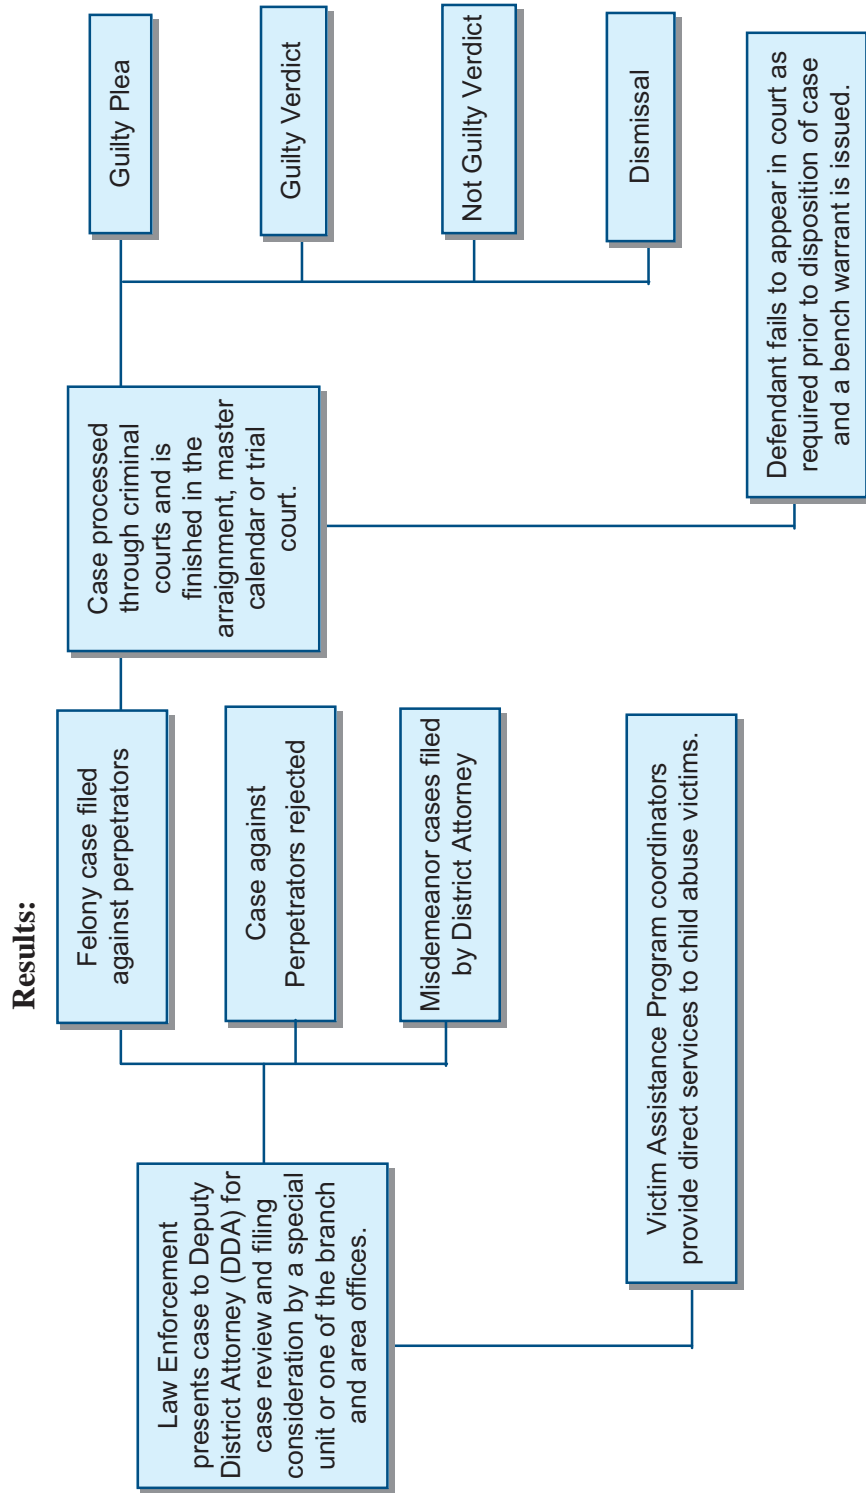 Results:
Law Enforcement
presents case to Deputy
District Attorney (DDA) for
case review and filing
consideration by a special
unit or one of the branch
and area offices.
Felony case filed
against perpetrators
Case against
Perpetrators rejected
Misdemeanor cases filed
by District Attorney
Victim Assistance Program coordinators
provide direct services to child abuse victims.
Case processed
through criminal
courts and is
finished in the
arraignment, master
calendar or trial
court.
Guilty Plea
Guilty Verdict
Not Guilty Verdict
Dismissal
Defendant fails to appear in court as
required prior to disposition of case
and a bench warrant is issued.